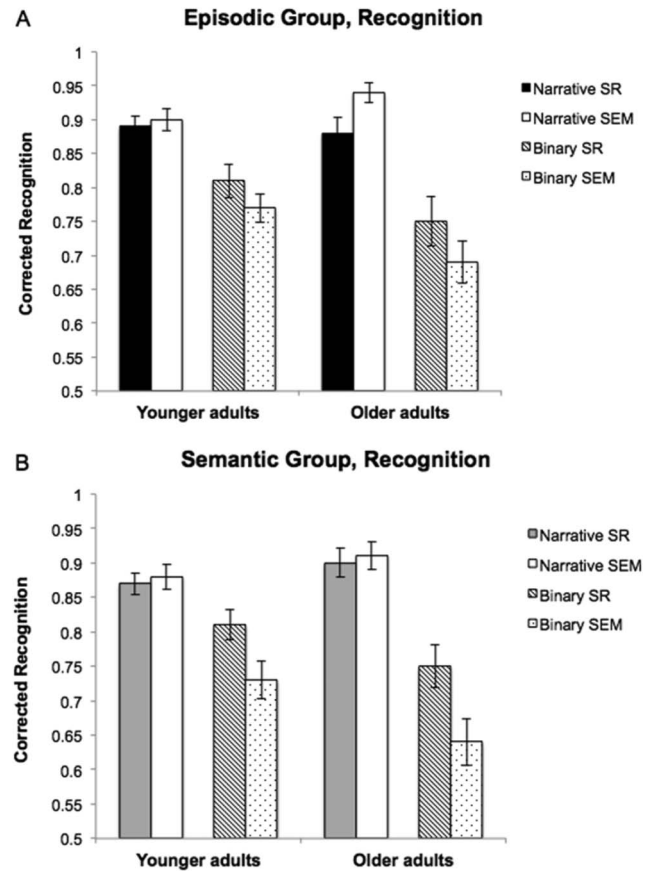 A
Episodic Group, Recognition
Corrected Recognition
1
0.95
0.9
0.85
0.8
0.75
0.7
0.65
0.6
0.55
0.5
Younger adults
Older adults
Narrative SR
Narrative SEM
Binary SR
Binary SEM
B
Semantic Group, Recognition
Corrected Recognition
1
0.95
0.9
0.85
0.8
0.75
0.7
0.65
0.6
0.55
0.5
Younger adults
Older adults
Narrative SR
Narrative SEM
Binary SR
Binary SEM